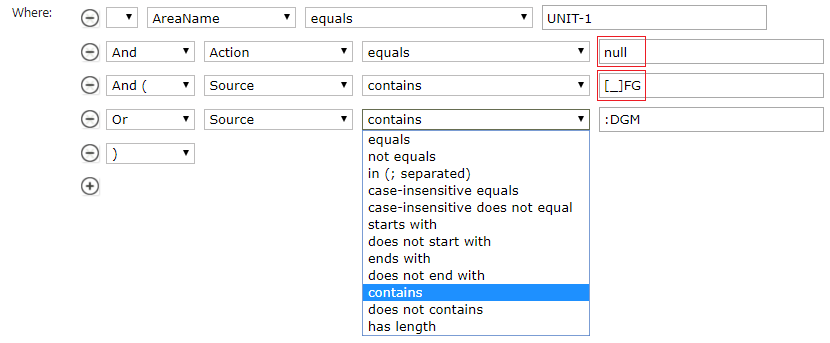 Where: AreaName equals UNIT-1
And Action equals null
And ( Source contains [_]FG
Or Source contains :DGM
)
equals
not equals
in (; separated)
case-insensitive equals
case-insensitive does not equal
starts with
does not start with
ends with
does not end with
contains
does not contains
has length